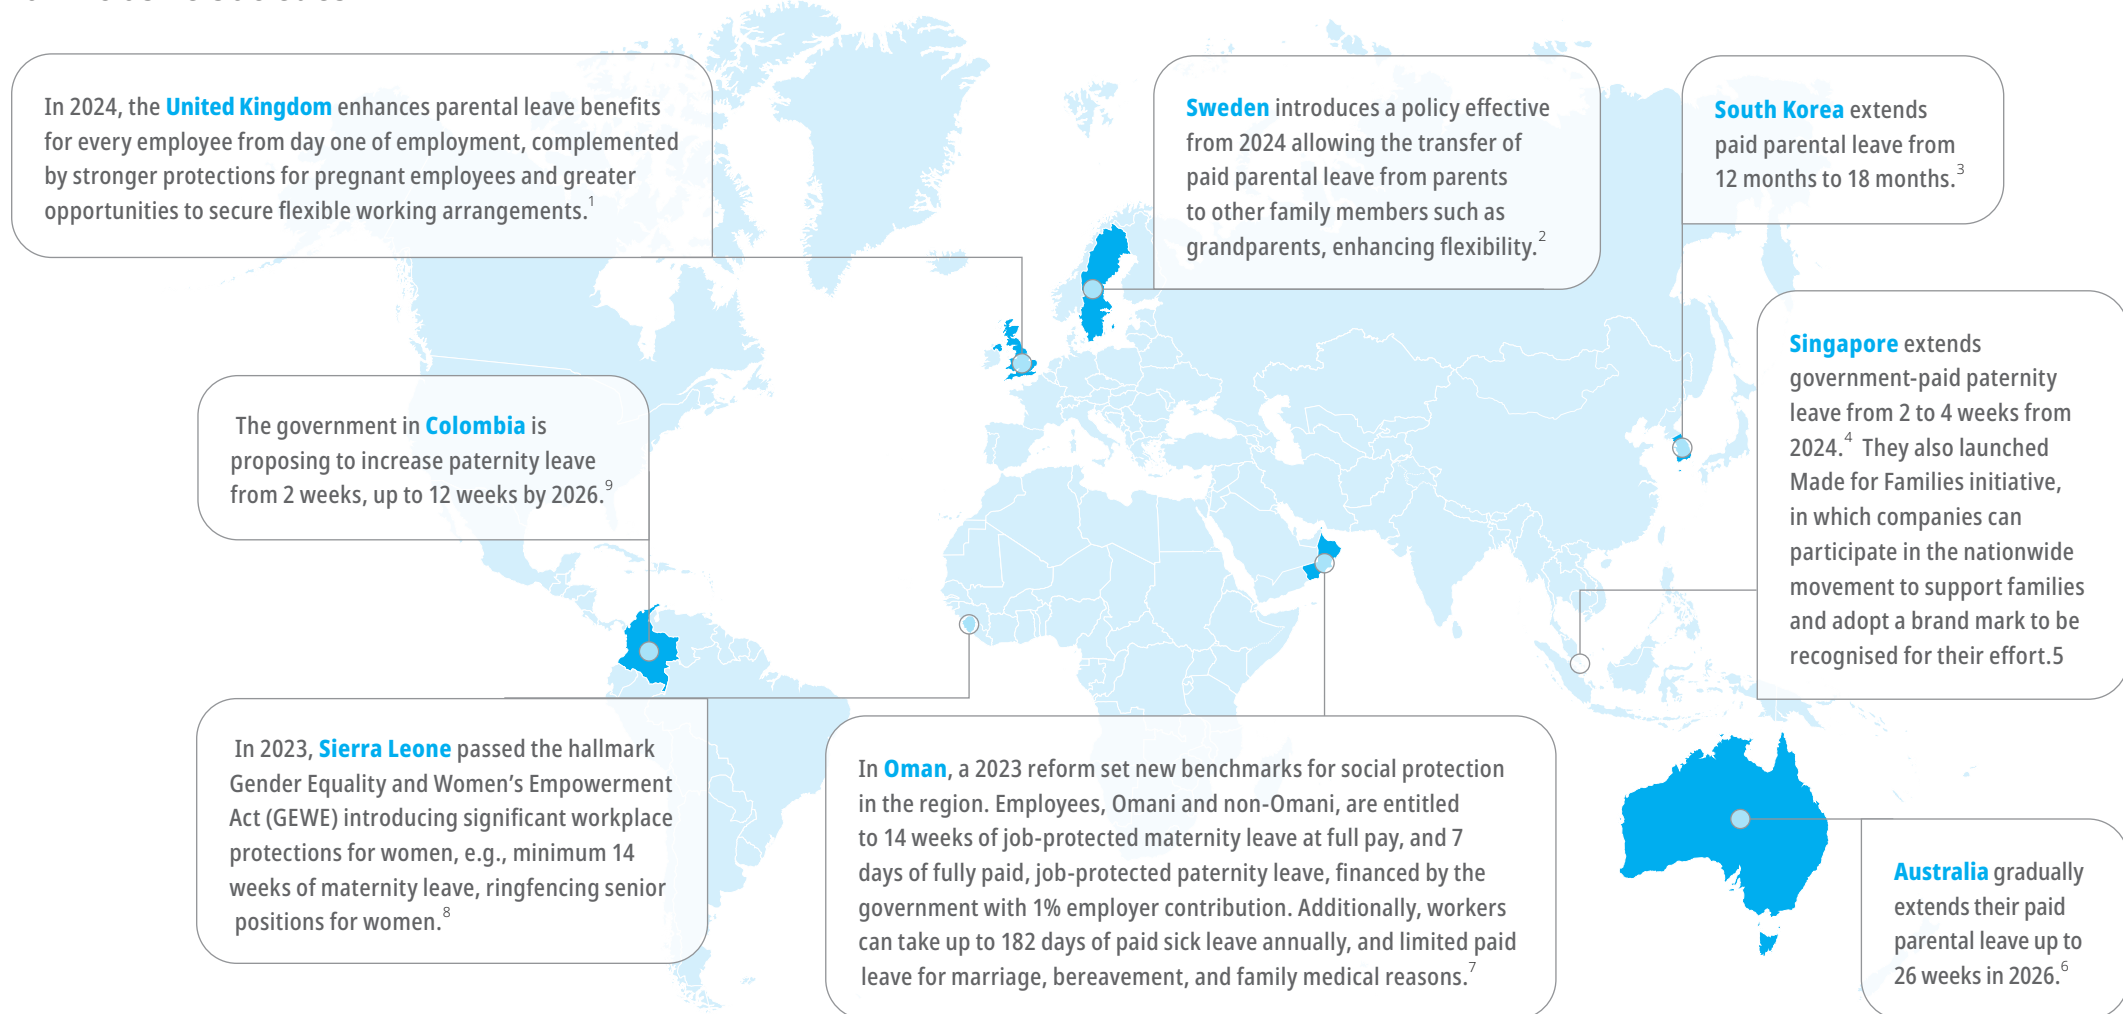 In 2024, the United Kingdom enhances parental leave benefits
for every employee from day one of employment, complemented
by stronger protections for pregnant employees and greater
opportunities to secure flexible working arrangements.1
Sweden introduces a policy effective
from 2024 allowing the transfer of
paid parental leave from parents
to other family members such as
grandparents, enhancing flexibility.2
South Korea extends
paid parental leave from
12 months to 18 months.3
Singapore extends
government-paid paternity
leave from 2 to 4 weeks from
2024.4 They also launched
Made for Families initiative,
in which companies can
participate in the nationwide
movement to support families
and adopt a brand mark to be
recognised for their effort.5
The government in Colombia is
proposing to increase paternity leave
from 2 weeks, up to 12 weeks by 2026.9
In 2023, Sierra Leone passed the hallmark
Gender Equality and Women’s Empowerment
Act (GEWE) introducing significant workplace
protections for women, e.g., minimum 14
weeks of maternity leave, ringfencing senior
positions for women.8
In Oman, a 2023 reform set new benchmarks for social protection
in the region. Employees, Omani and non-Omani, are entitled
to 14 weeks of job-protected maternity leave at full pay, and 7
days of fully paid, job-protected paternity leave, financed by the
government with 1% employer contribution. Additionally, workers
can take up to 182 days of paid sick leave annually, and limited paid
leave for marriage, bereavement, and family medical reasons.7
Australia gradually
extends their paid
parental leave up to
26 weeks in 2026.6